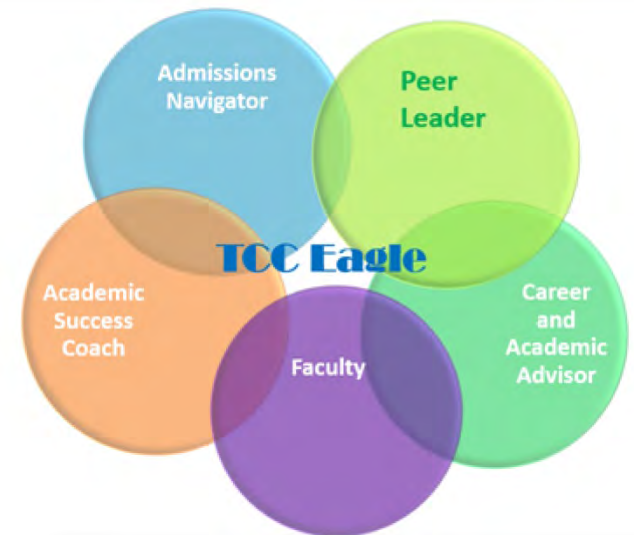 Admissions
Navigator
Peer
Leader
TCC Eagle
Academic
Success
Coach
Career
and
Academic
Advisor
Faculty